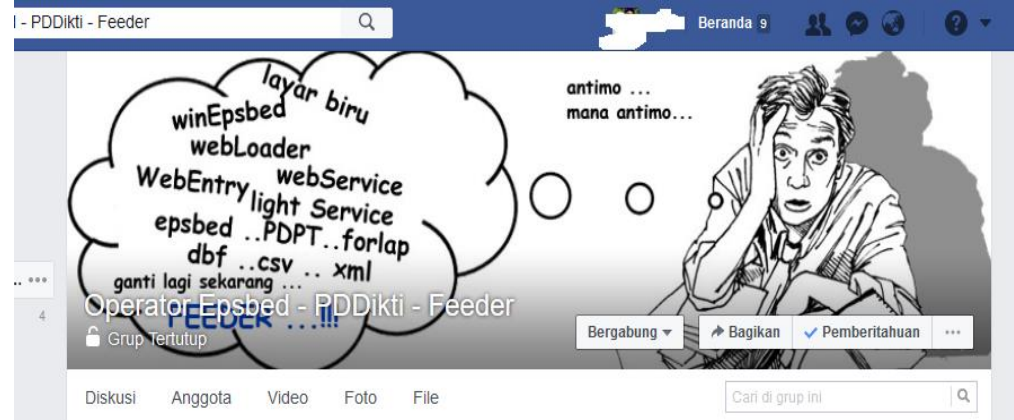 l - PDDikti - Feeder
Beranda 9
layar biru
winEpsbed
webLoader
WebEntry webService
light Service
epsbed ..PDPT..forlap
dbf ..csv .. xml
ganti lagi sekarang ...
FEEDER ...!!!
antimo ...
mana antimo...
Operator Epsbed - PDDikti - Feeder
Grup Tertutup
Bergabung
Bagikan
Pemberitahuan
4
Diskusi Anggota Video Foto File
Cari di grup ini